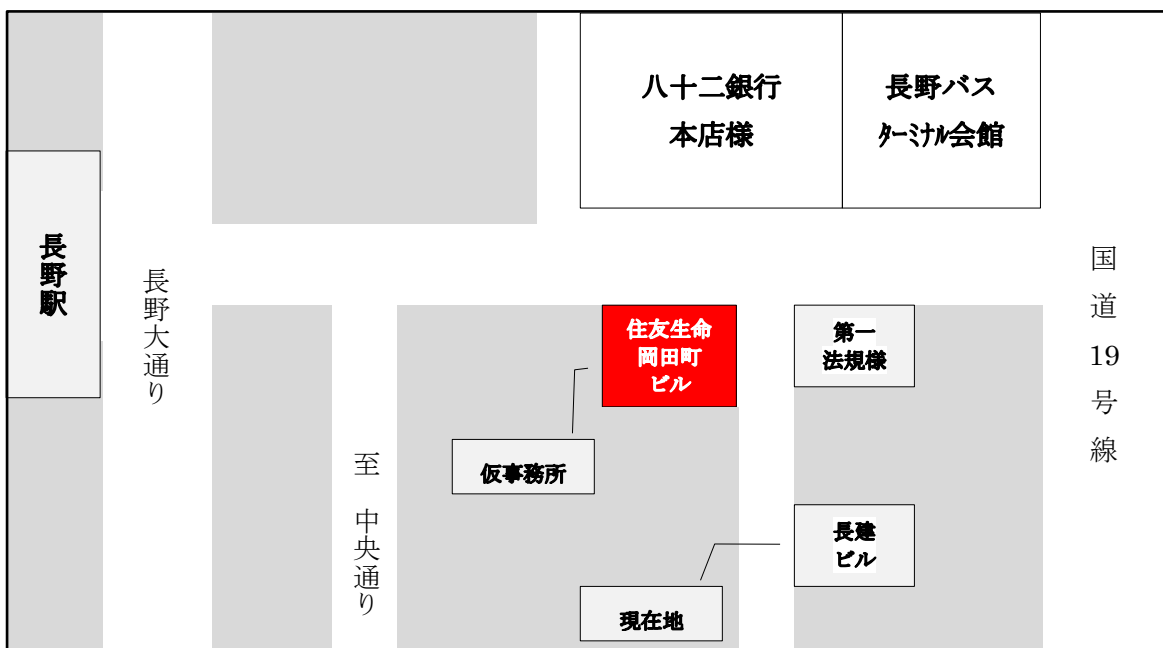 八十二銀行
本店様
長野バス
ﾀｰﾐﾅﾙ会館
長野駅
長野大通り
国道19号線
住友生命
岡田町
ビル
第一
法規様
仮事務所
至　中央通り
長建
ビル
現在地